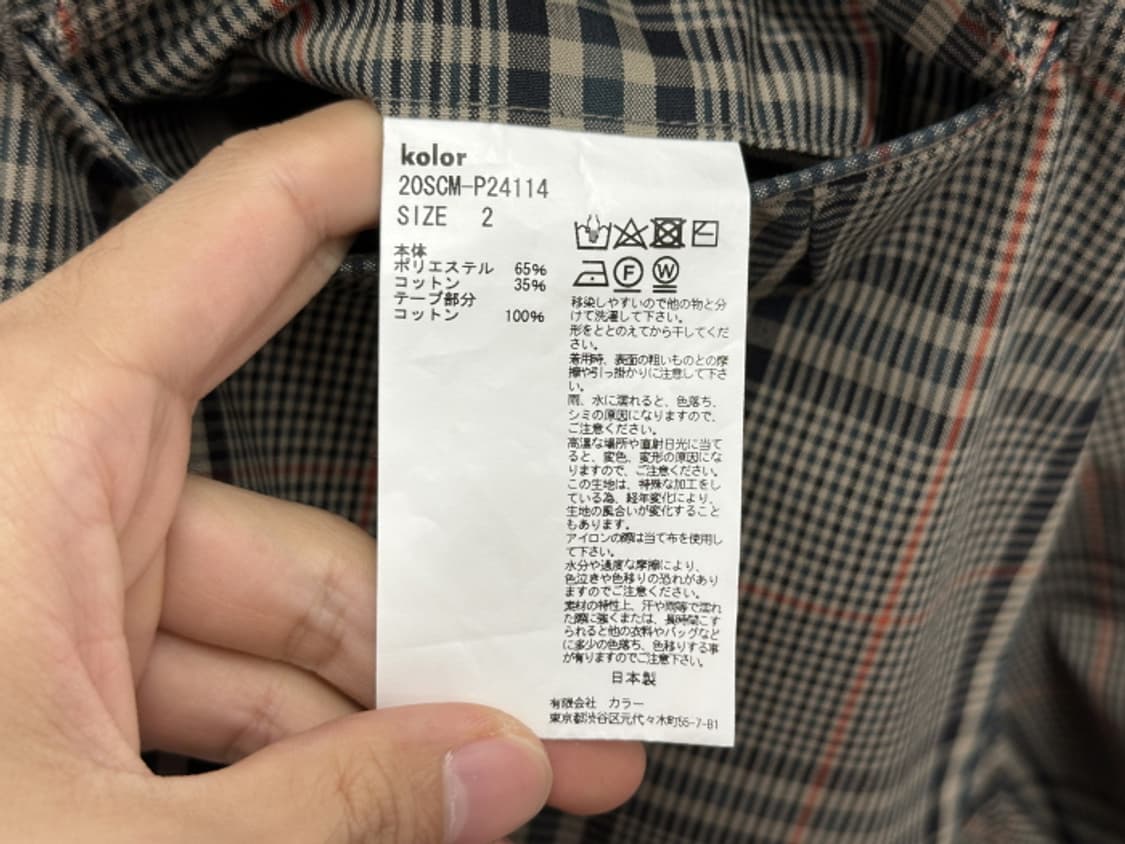 kolor
20SCM-P24114
SIZE 2
本体
ポリエステル 65%
コットン 35%
テープ部分
コットン 100%
F W
移染しやすいので他の物と分
けて洗濯して下さい。
形をととのえてから干してくだ
さい。
着用時、表面の粗いものとの摩
擦や引っ掛かりに注意して下さ
い。
雨、水に濡れると、色落ち、
シミの原因になりますので、
ご注意ください。
高温な場所や直射日光に当て
ると、変色、変形の原因にな
りますので、ご注意ください。
この生地は、特殊な加工をし
ている為、経年変化により、
生地の風合いが変化すること
もあります。
アイロンの際は当て布を使用し
て下さい。
水分や過度な摩擦により、
色泣きや色移りの恐れがあり
ますのでご注意ください。
素材の特性上、汗や雨等で濡れ
た際に強くまたは、長時間こす
られると他の衣料やバッグなど
に多少の色落ち、色移りする事
が有りますのでご注意下さい。
日本製
有限会社 カラー
東京都渋谷区元代々木町55-7-B1